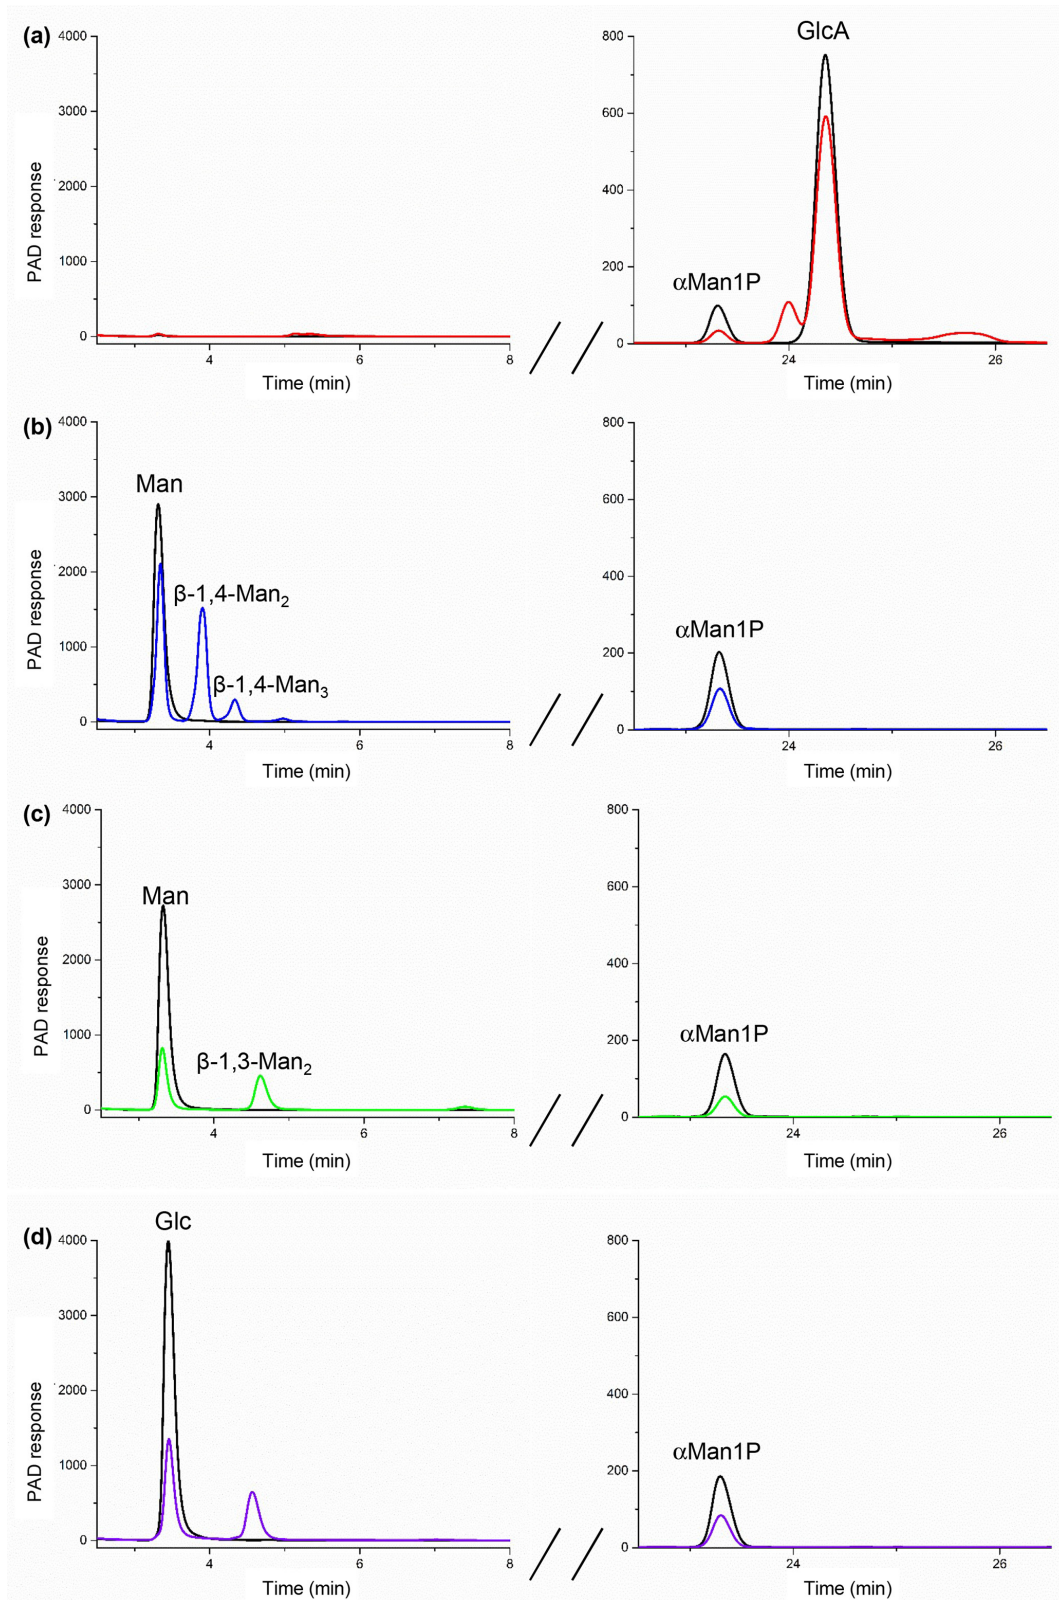 (a)
4000
3000
2000
1000
0
PAD response
4
6
8
Time (min)
GlcA
αMan1P
800
600
400
200
0
24
26
Time (min)
(b)
4000
3000
2000
1000
0
PAD response
Man
β-1,4-Man₂
β-1,4-Man₃
4
6
8
Time (min)
800
600
400
200
0
αMan1P
24
26
Time (min)
(c)
4000
3000
2000
1000
0
PAD response
Man
β-1,3-Man₂
4
6
8
Time (min)
800
600
400
200
0
αMan1P
24
26
Time (min)
(d)
4000
3000
2000
1000
0
PAD response
Glc
4
6
8
Time (min)
800
600
400
200
0
αMan1P
24
26
Time (min)